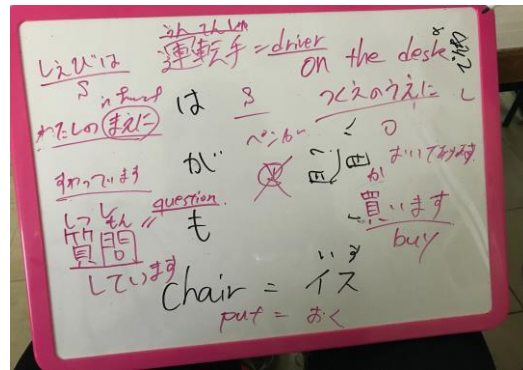 うんてんしゅ
運転手 = driver
on the desk
しえびは
S
in front
は
S
つくえのうえに
わたしの まえに
ペンが
O
が
おいてあります
が
すわっています
question
買います
buy
しつもん
質問
も
しています
chair = イス
いす
put = おく